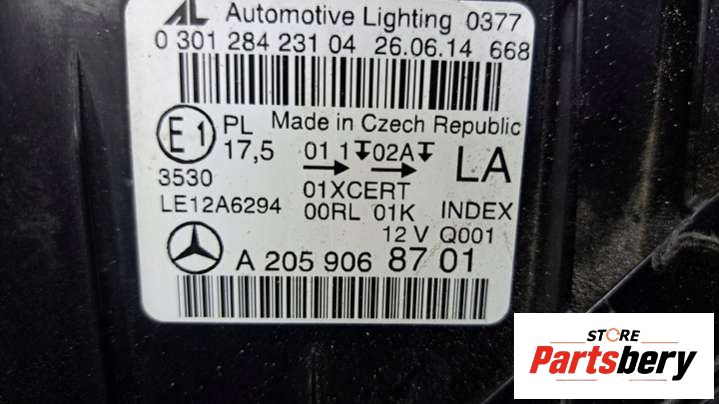 AL Automotive Lighting 0377
0 301 284 231 04 26.06.14 668
E1 PL Made in Czech Republic
17,5 01 1 02A LA
3530
LE12A6294 01XCERT
00RL 01K INDEX
12 V Q001
A 205 906 87 01
STORE
Partsbery